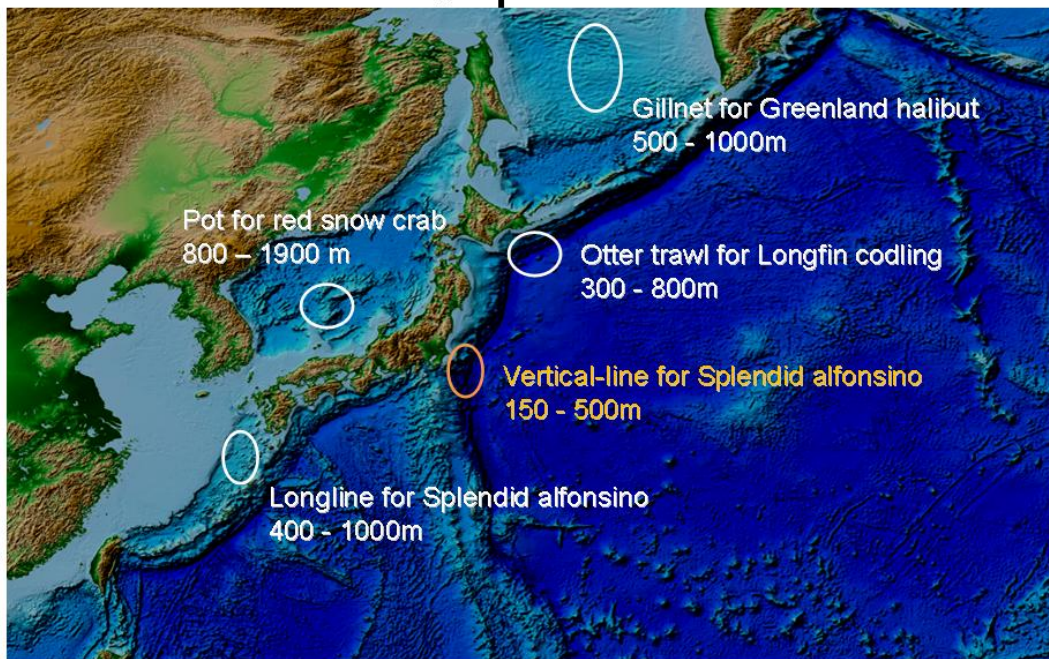 Gillnet for Greenland halibut
500 - 1000m
Pot for red snow crab
800 – 1900 m
Otter trawl for Longfin codling
300 - 800m
Vertical-line for Splendid alfonsino
150 - 500m
Longline for Splendid alfonsino
400 - 1000m